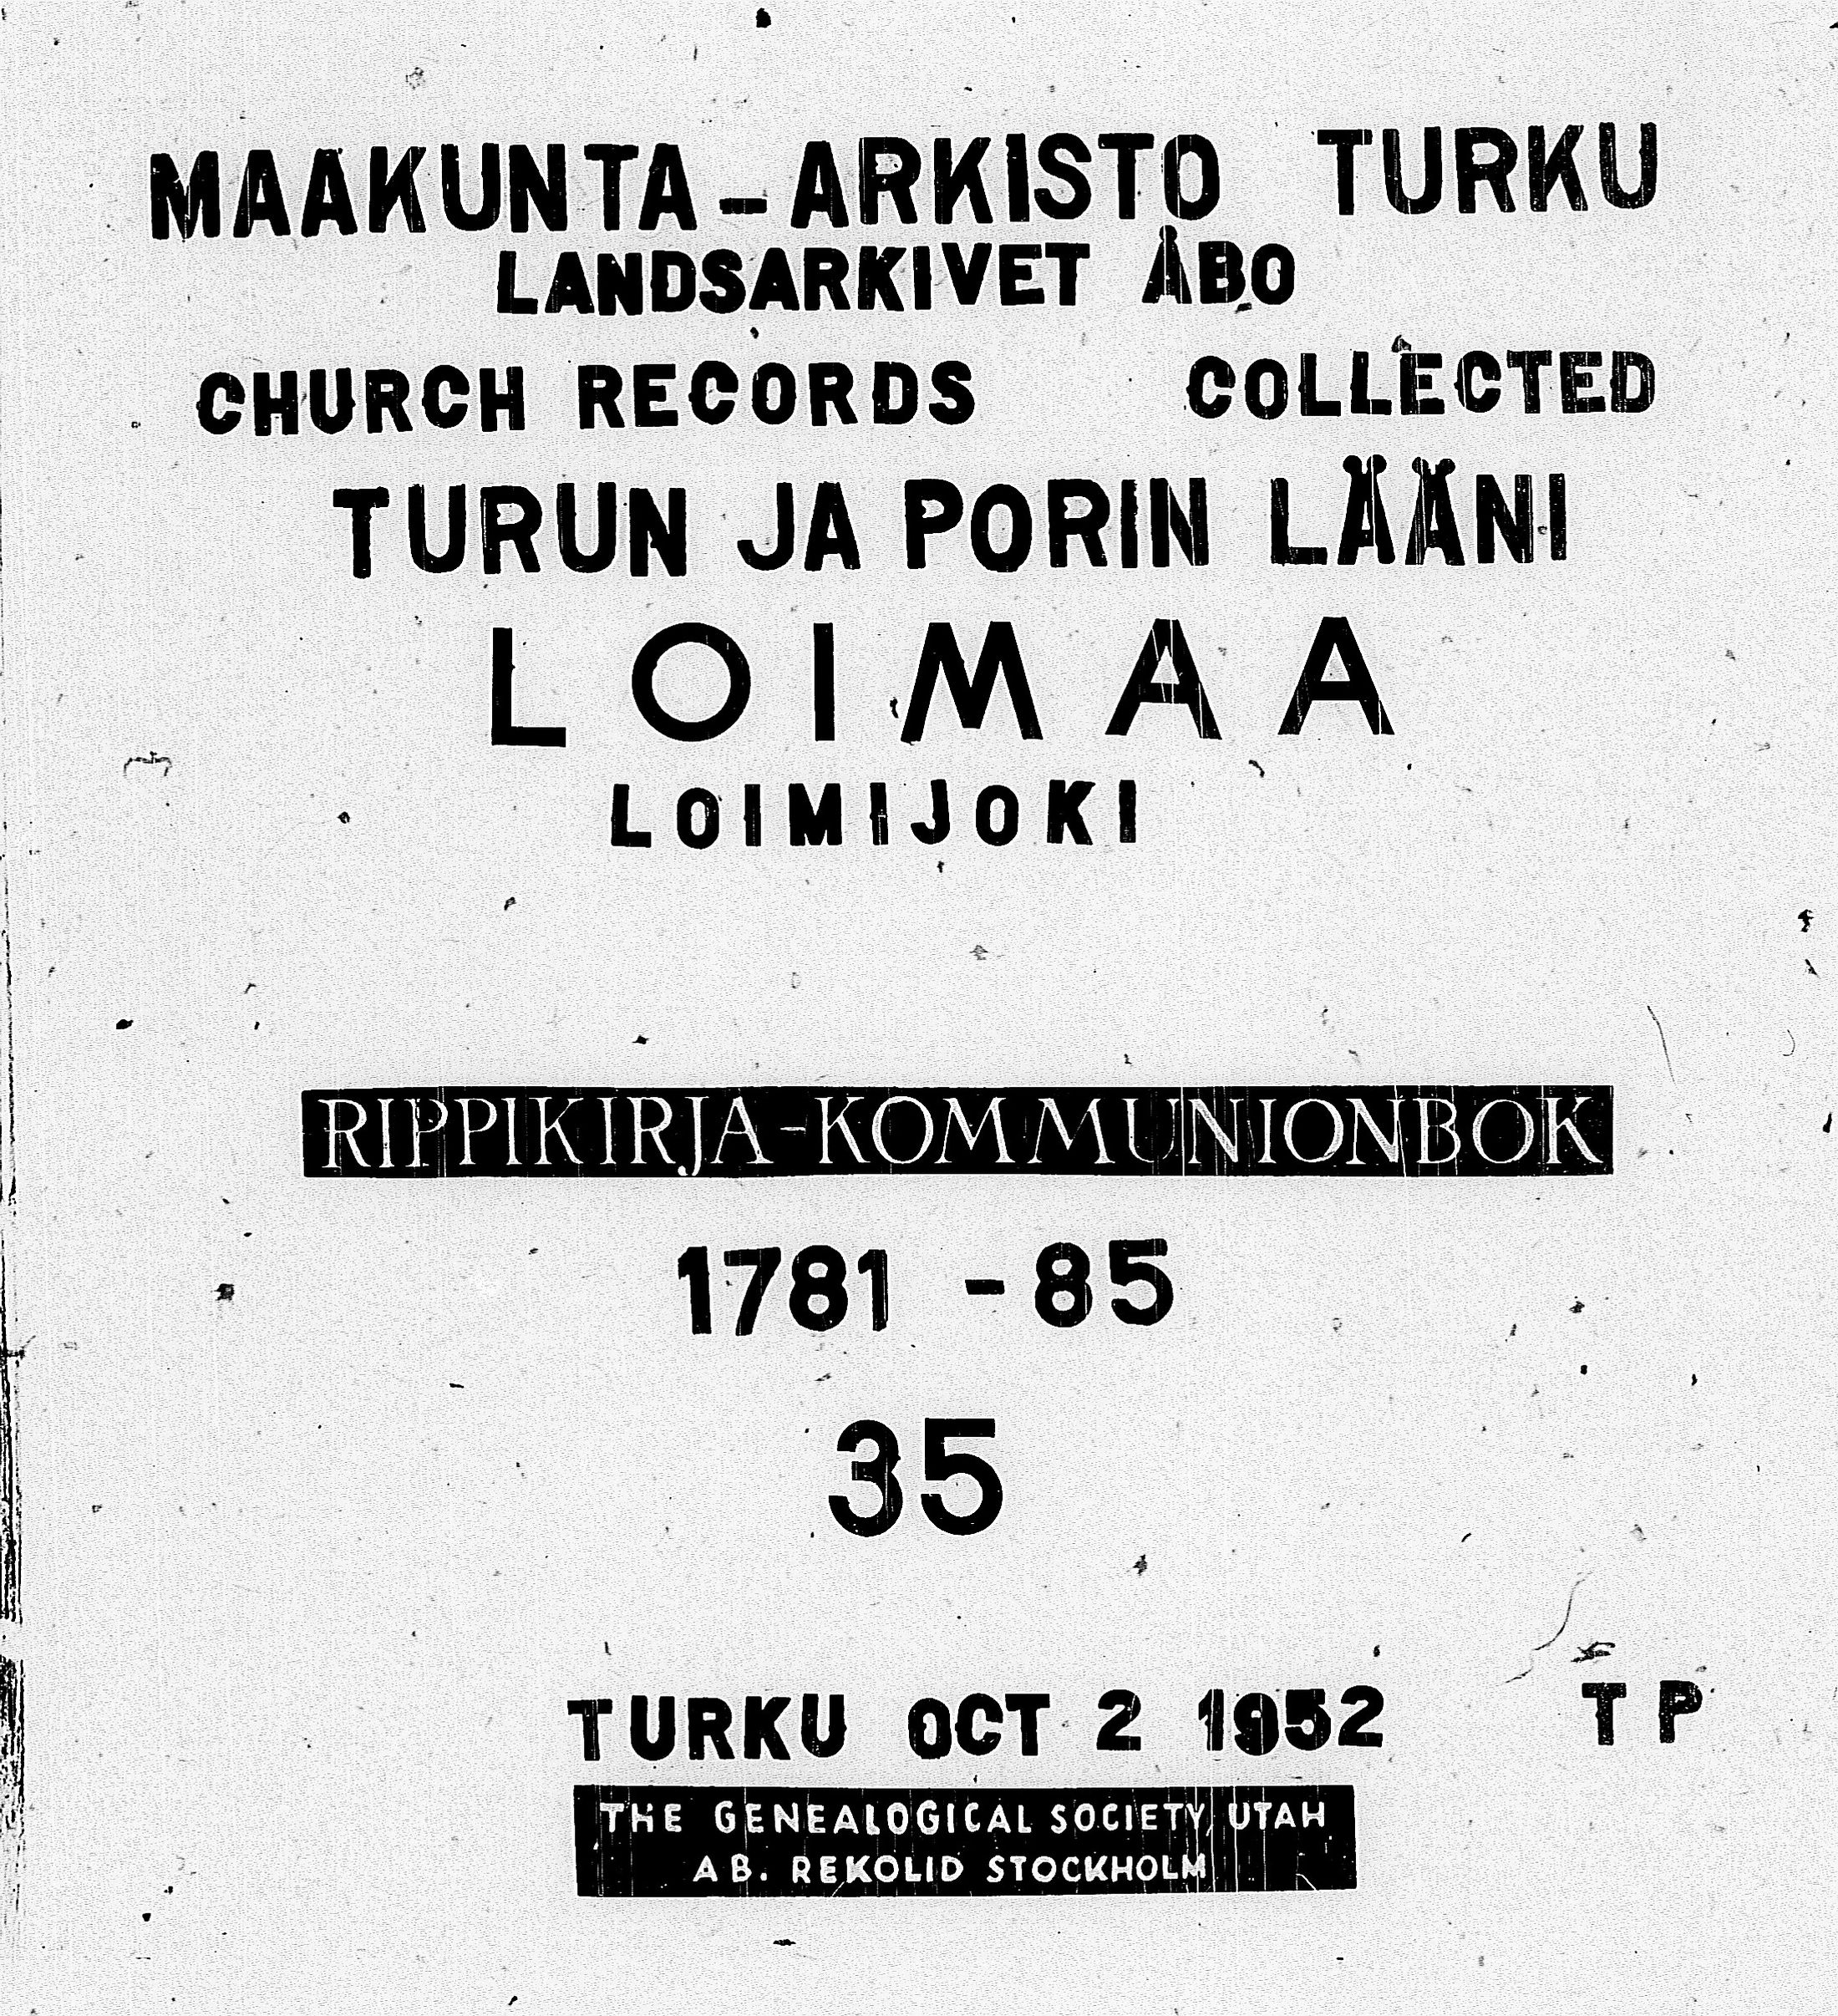 MAAKUNTA-ARKISTO TURKU
LANDSARKIVET ÅBO
CHURCH RECORDS COLLECTED
TURUN JA PORIN LÄÄNI
LOIMAA
LOIMIJOKI
RIPPIKIRJA-KOMMUNIONBOK
1781 -85
35
TURKU OCT 2 1952 TP
THE GENEALOGICAL SOCIETY, UTAH
AB. REKOLID STOCKHOLM